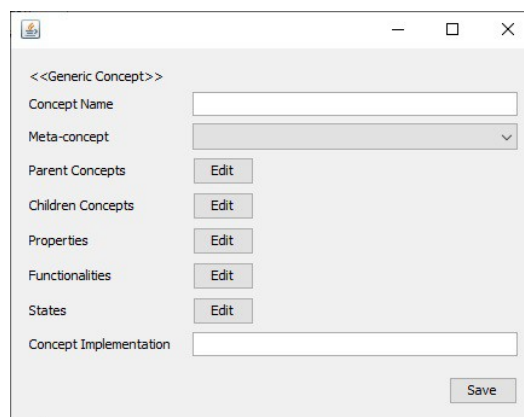 <<Generic Concept>>
Concept Name
Meta-concept
Parent Concepts Edit
Children Concepts Edit
Properties Edit
Functionalities Edit
States Edit
Concept Implementation
Save